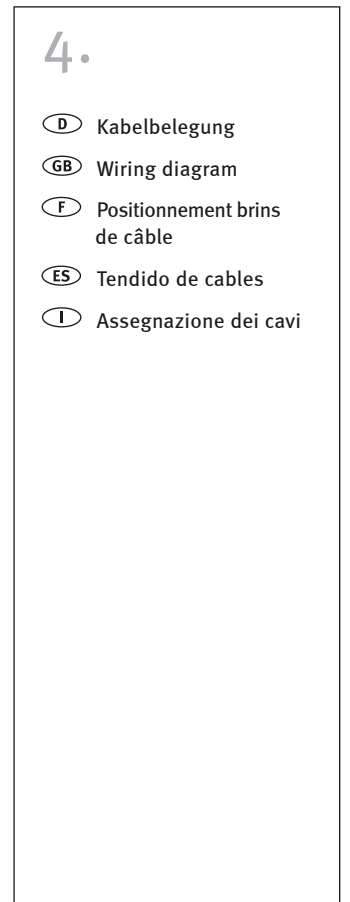 4.
D Kabelbelegung
GB Wiring diagram
F Positionnement brins
de câble
ES Tendido de cables
I Assegnazione dei cavi